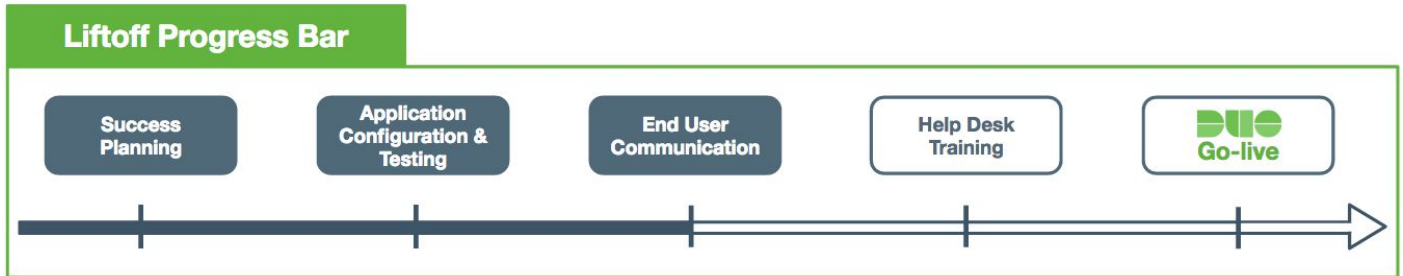 Liftoff Progress Bar
Success
Planning
Application
Configuration &
Testing
End User
Communication
Help Desk
Training
DUO
Go-live